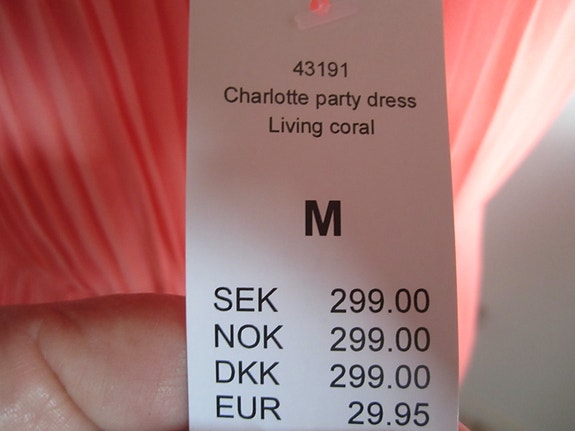 43191
Charlotte party dress
Living coral
M
SEK 299.00
NOK 299.00
DKK 299.00
EUR 29.95